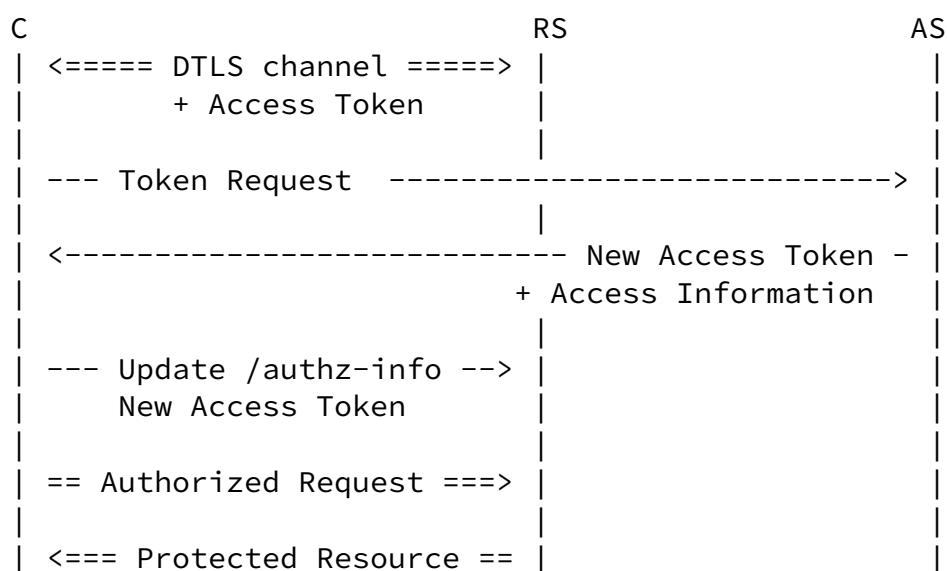 C RS AS
<===== DTLS channel =====>
+ Access Token
--- Token Request ---------------------------->
<---------------------------- New Access Token -
+ Access Information
--- Update /authz-info -->
New Access Token
== Authorized Request ===>
<=== Protected Resource ==